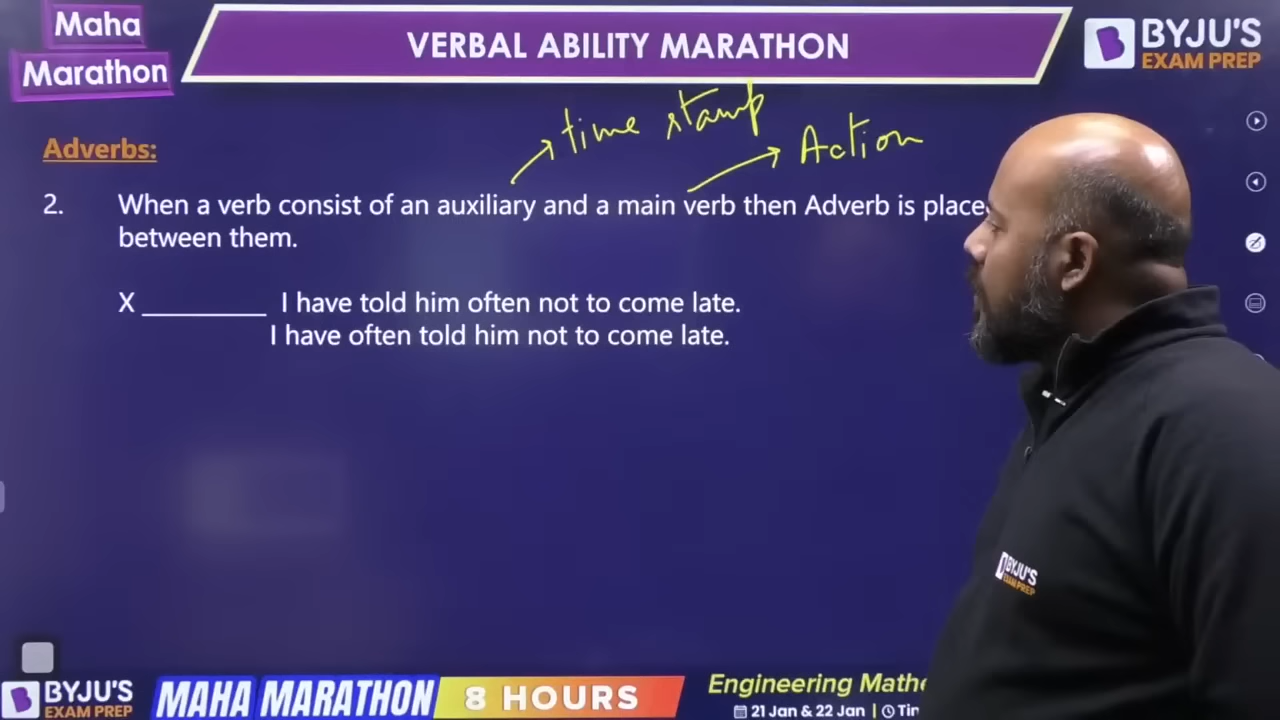 Maha
Marathon
VERBAL ABILITY MARATHON
BYJU'S
EXAM PREP
time stamp
Action
Adverbs:
2. When a verb consist of an auxiliary and a main verb then Adverb is place
between them.
X ________ I have told him often not to come late.
I have often told him not to come late.
BYJU'S
EXAM PREP
BYJU'S
EXAM PREP
MAHA MARATHON
8 HOURS
Engineering Mathe
21 Jan & 22 Jan | Tin